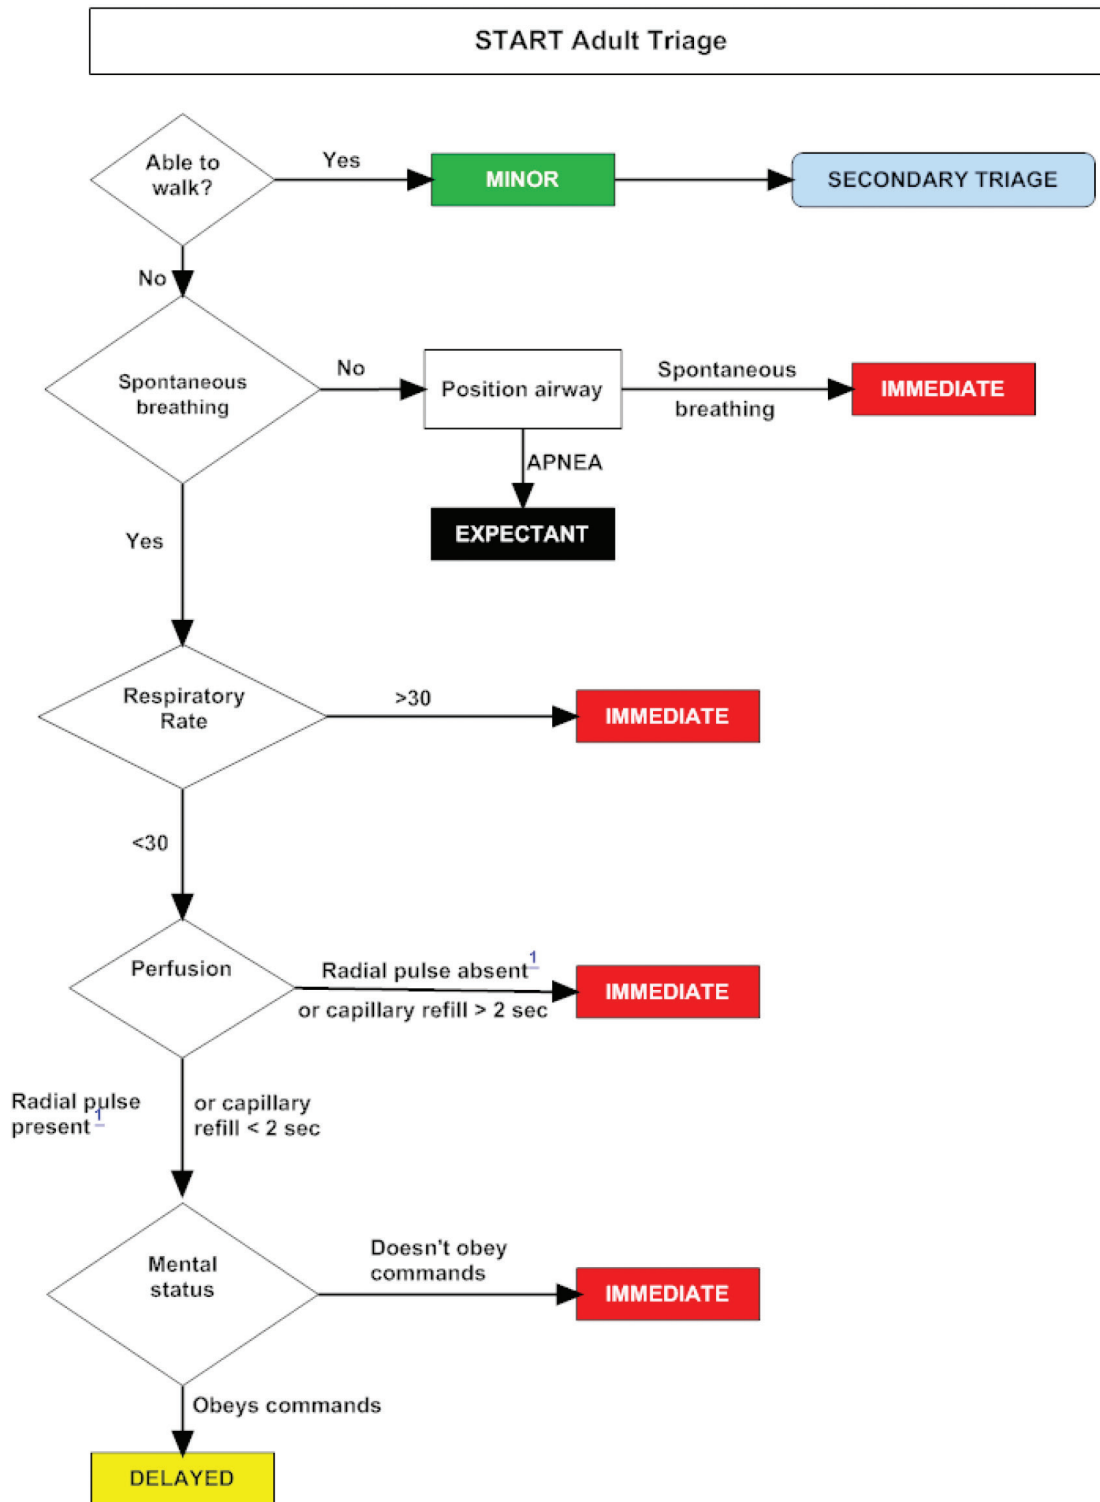 START Adult Triage
Able to
walk?
Yes
MINOR
SECONDARY TRIAGE
No
Spontaneous
breathing
No
Position airway
Spontaneous
breathing
IMMEDIATE
APNEA
EXPECTANT
Yes
Respiratory
Rate
>30
IMMEDIATE
<30
Perfusion
Radial pulse absent1
or capillary refill > 2 sec
IMMEDIATE
Radial pulse
present1
or capillary
refill < 2 sec
Mental
status
Doesn't obey
commands
IMMEDIATE
Obeys commands
DELAYED